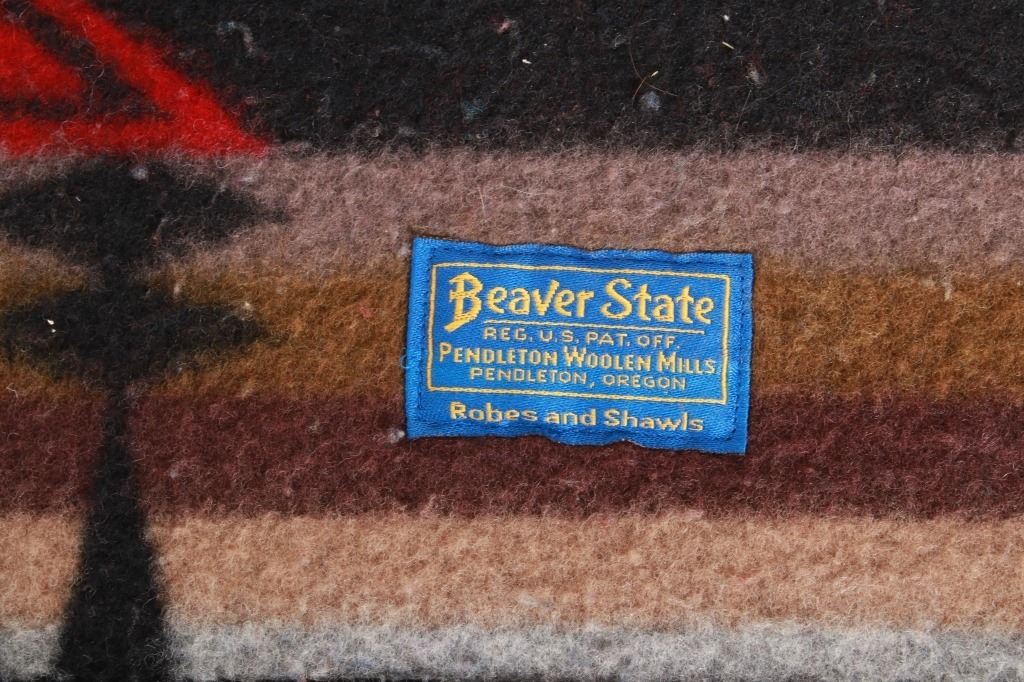 Beaver State
REG. U.S. PAT. OFF.
PENDLETON WOOLEN MILLS
PENDLETON, OREGON
Robes and Shawls